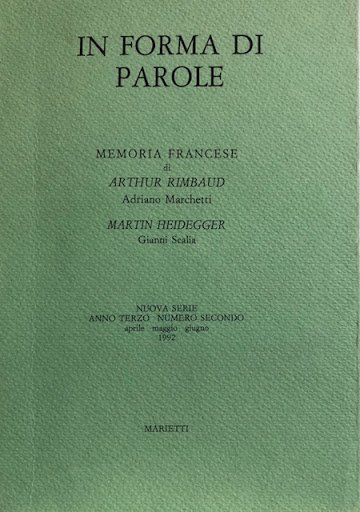 IN FORMA DI
PAROLE
MEMORIA FRANCESE
di
ARTHUR RIMBAUD
Adriano Marchetti
MARTIN HEIDEGGER
Gianni Scalia
NUOVA SERIE
ANNO TERZO NUMERO SECONDO
aprile maggio giugno
1992
MARIETTI